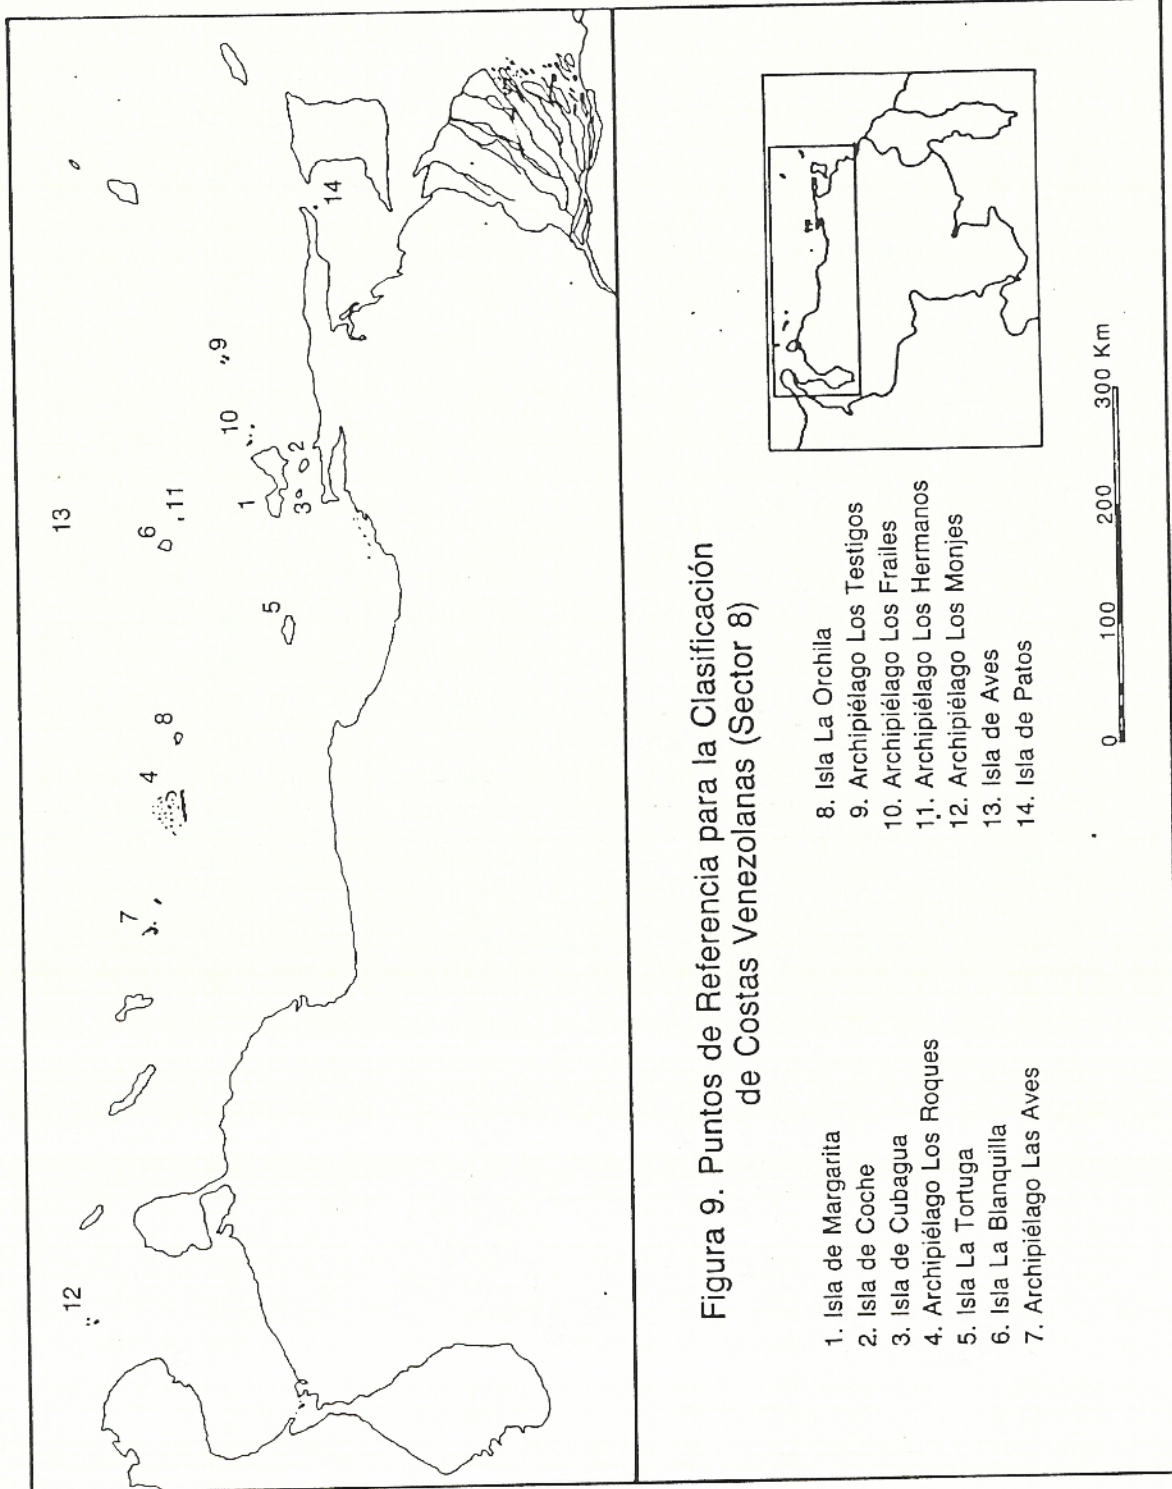 12
7
4
8
5
13
6
11
1
3
2
10
9
14
Figura 9. Puntos de Referencia para la Clasificación
de Costas Venezolanas (Sector 8)
1. Isla de Margarita
2. Isla de Coche
3. Isla de Cubagua
4. Archipiélago Los Roques
5. Isla La Tortuga
6. Isla La Blanquilla
7. Archipiélago Las Aves
8. Isla La Orchila
9. Archipiélago Los Testigos
10. Archipiélago Los Frailes
11. Archipiélago Los Hermanos
12. Archipiélago Los Monjes
13. Isla de Aves
14. Isla de Patos
0 100 200 300 Km